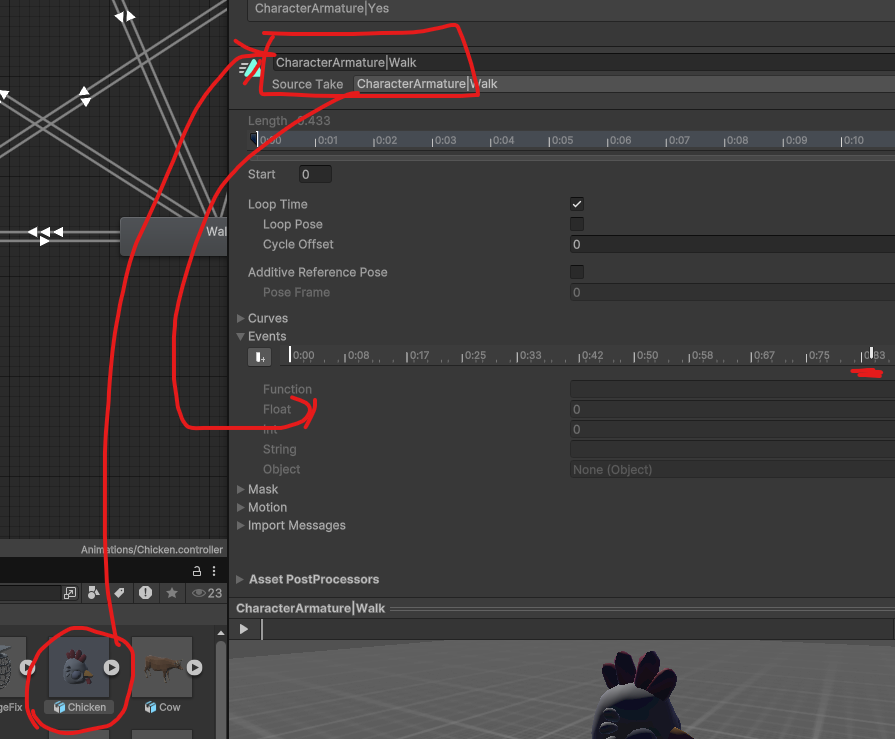 CharacterArmature|Yes
CharacterArmature|Walk
Source Take CharacterArmature|Walk
Length 0.433
0:00 0:01 0:02 0:03 0:04 0:05 0:06 0:07 0:08 0:09 0:10
Start 0
Wal
Loop Time
Loop Pose
Cycle Offset 0
Additive Reference Pose
Pose Frame 0
Curves
Events
0:00 0:08 0:17 0:25 0:33 0:42 0:50 0:58 0:67 0:75 0:83
Function
Float 0
Int 0
String
Object None (Object)
Mask
Motion
Import Messages
Animations/Chicken.controller
Asset PostProcessors
23
CharacterArmature|Walk
geFix Chicken Cow